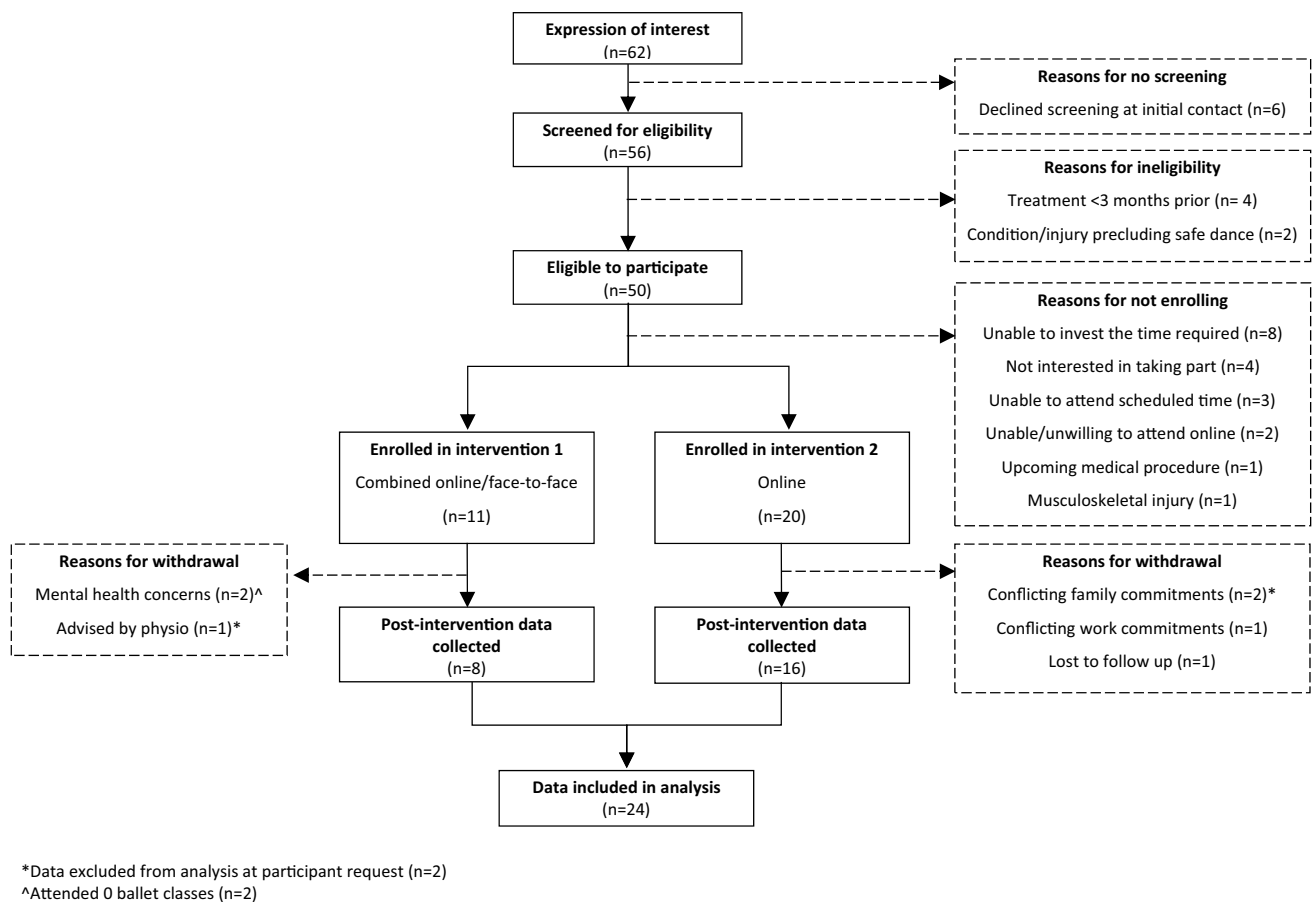 Expression of interest
(n=62)
Reasons for no screening
Declined screening at initial contact (n=6)
Screened for eligibility
(n=56)
Reasons for ineligibility
Treatment <3 months prior (n= 4)
Condition/injury precluding safe dance (n=2)
Eligible to participate
(n=50)
Reasons for not enrolling
Unable to invest the time required (n=8)
Not interested in taking part (n=4)
Unable to attend scheduled time (n=3)
Unable/unwilling to attend online (n=2)
Upcoming medical procedure (n=1)
Musculoskeletal injury (n=1)
Enrolled in intervention 1
Combined online/face-to-face
(n=11)
Enrolled in intervention 2
Online
(n=20)
Reasons for withdrawal
Mental health concerns (n=2)^
Advised by physio (n=1)*
Reasons for withdrawal
Conflicting family commitments (n=2)*
Conflicting work commitments (n=1)
Lost to follow up (n=1)
Post-intervention data
collected
(n=8)
Post-intervention data
collected
(n=16)
Data included in analysis
(n=24)
*Data excluded from analysis at participant request (n=2)
^Attended 0 ballet classes (n=2)